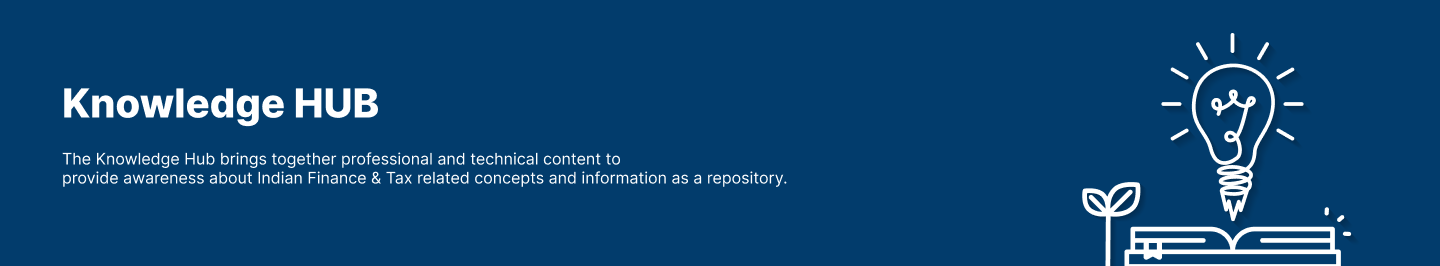 Knowledge HUB
The Knowledge Hub brings together professional and technical content to
provide awareness about Indian Finance & Tax related concepts and information as a repository.